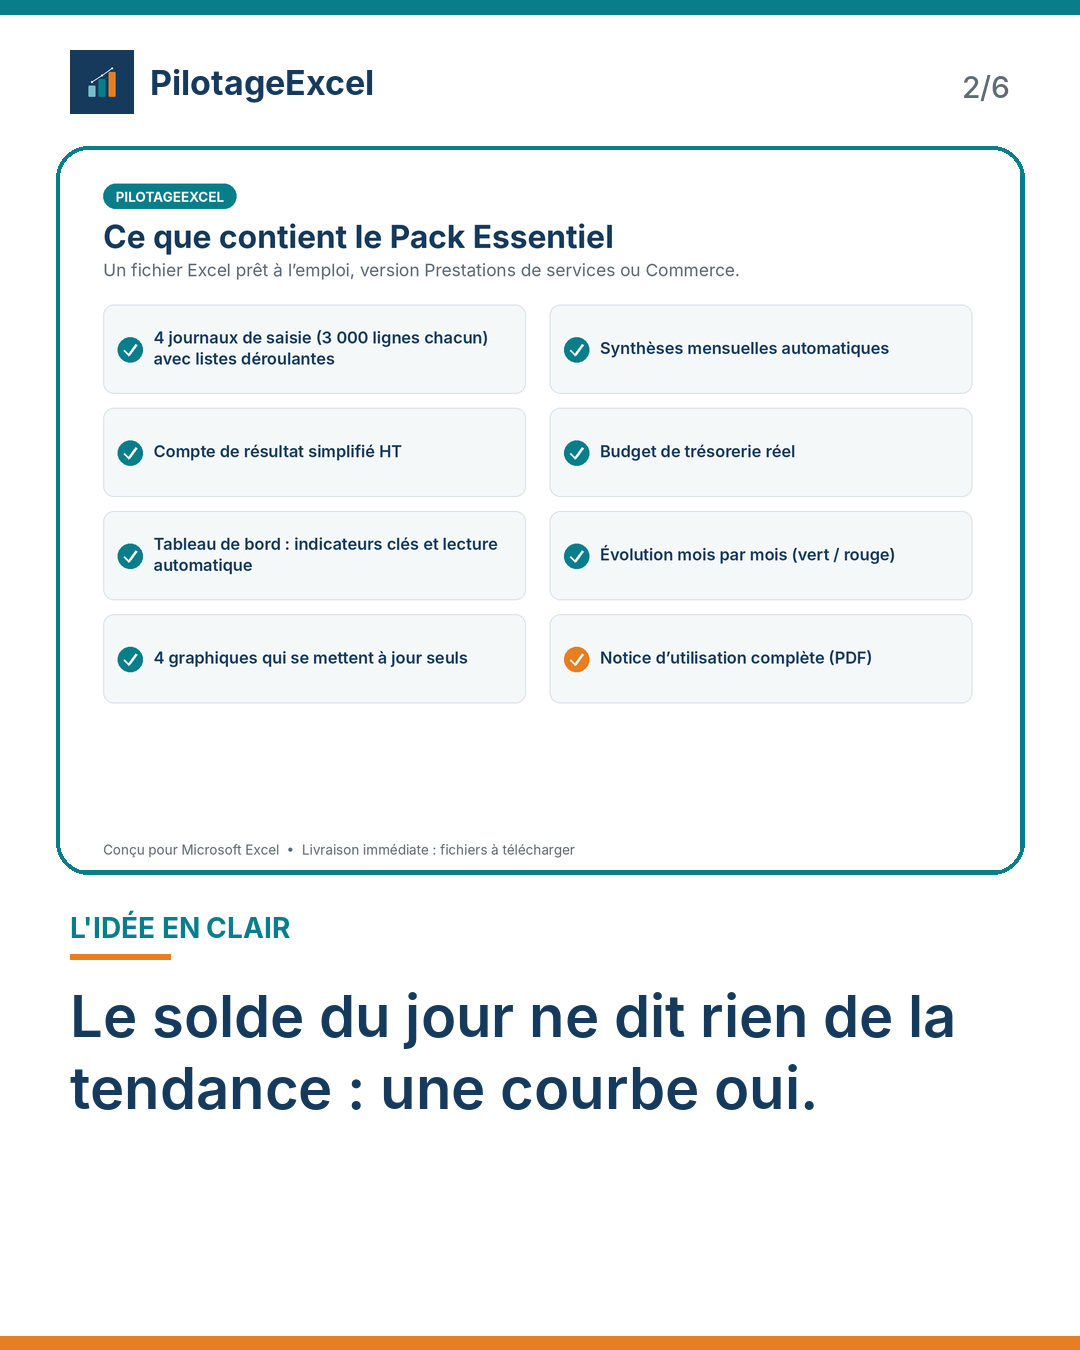 PilotageExcel
2/6
PILOTAGEEXCEL
Ce que contient le Pack Essentiel
Un fichier Excel prêt à l’emploi, version Prestations de services ou Commerce.
4 journaux de saisie (3 000 lignes chacun)
avec listes déroulantes
Synthèses mensuelles automatiques
Compte de résultat simplifié HT
Budget de trésorerie réel
Tableau de bord : indicateurs clés et lecture
automatique
Évolution mois par mois (vert / rouge)
4 graphiques qui se mettent à jour seuls
Notice d’utilisation complète (PDF)
Conçu pour Microsoft Excel • Livraison immédiate : fichiers à télécharger
L'IDÉE EN CLAIR
Le solde du jour ne dit rien de la
tendance : une courbe oui.